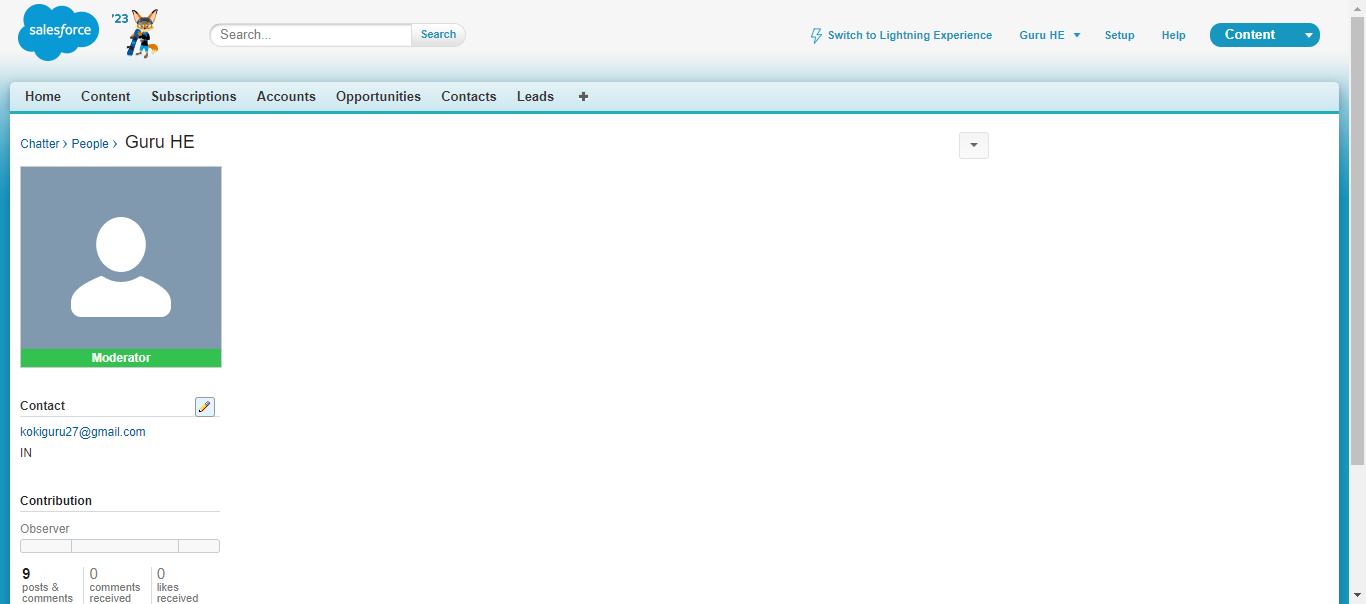 salesforce
'23
Search...
Search
Switch to Lightning Experience
Guru HE
Setup
Help
Content
Home
Content
Subscriptions
Accounts
Opportunities
Contacts
Leads
+
Chatter › People › Guru HE
Moderator
Contact
kokiguru27@gmail.com
IN
Contribution
Observer
9
posts &
comments
0
comments
received
0
likes
received